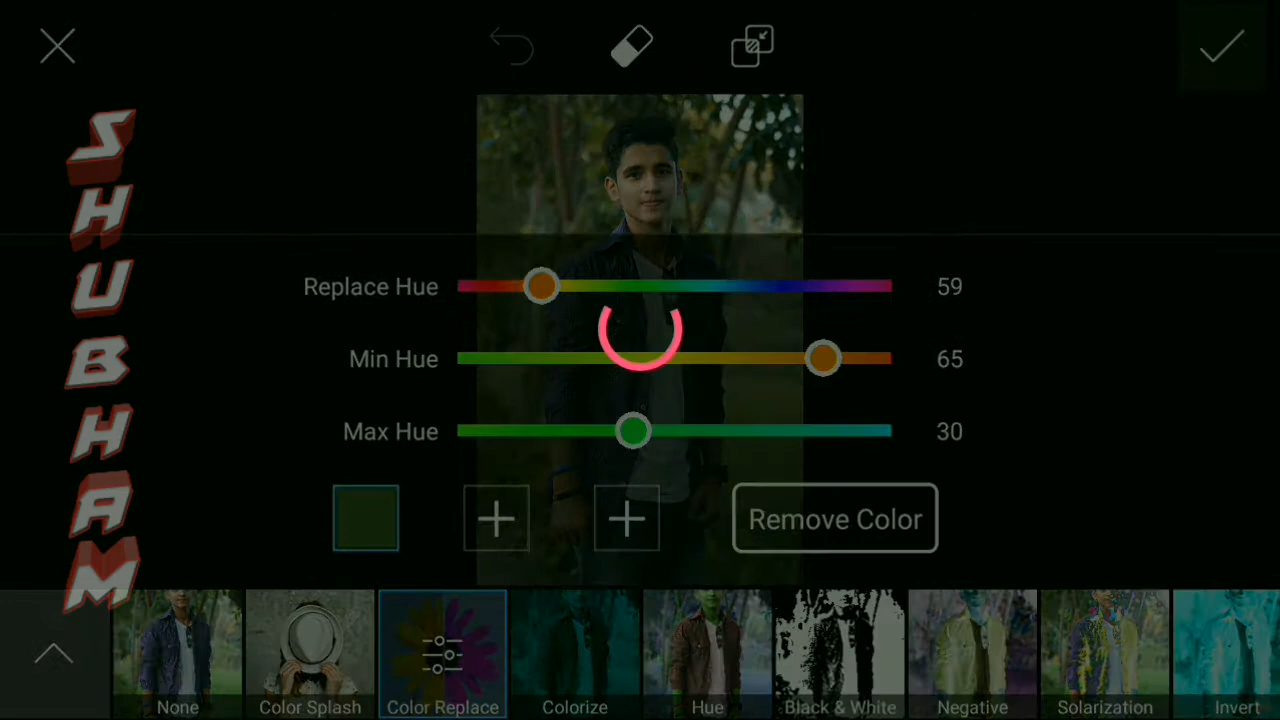 SHUBHAM
Replace Hue 59
Min Hue 65
Max Hue 30
Remove Color
None Color Splash Color Replace Colorize Hue Black & White Negative Solarization Invert